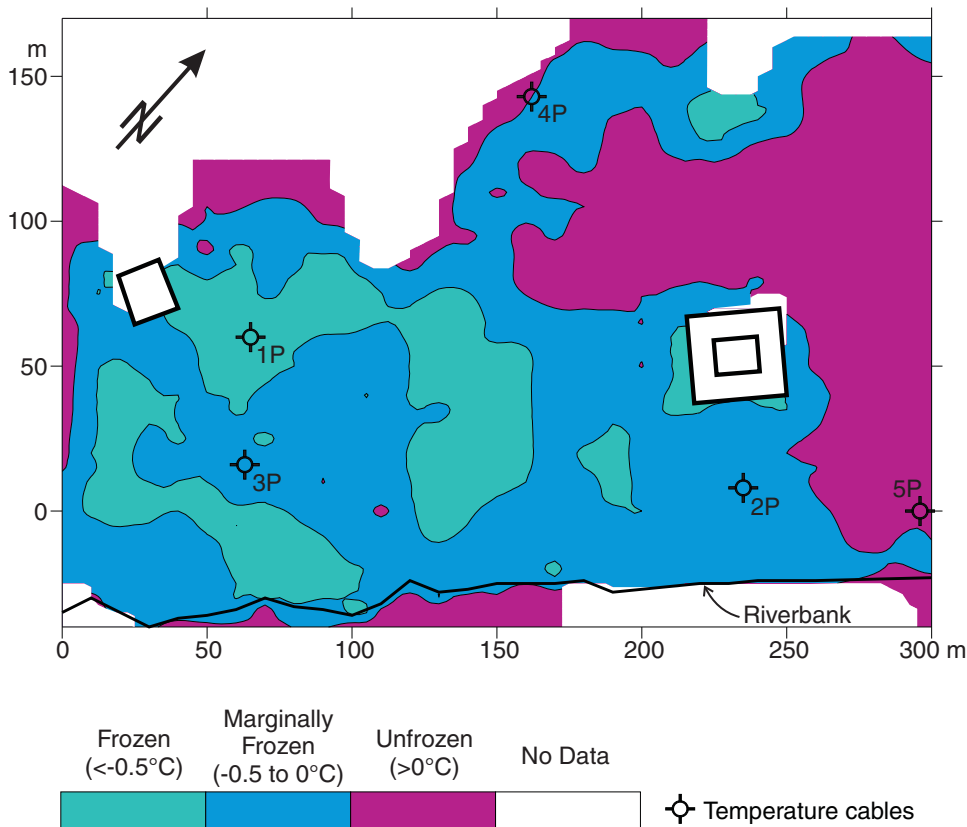 m
150
100
50
0
N
4P
1P
3P
2P
5P
Riverbank
0 50 100 150 200 250 300 m
Frozen
(<-0.5°C)
Marginally
Frozen
(-0.5 to 0°C)
Unfrozen
(>0°C)
No Data
Temperature cables